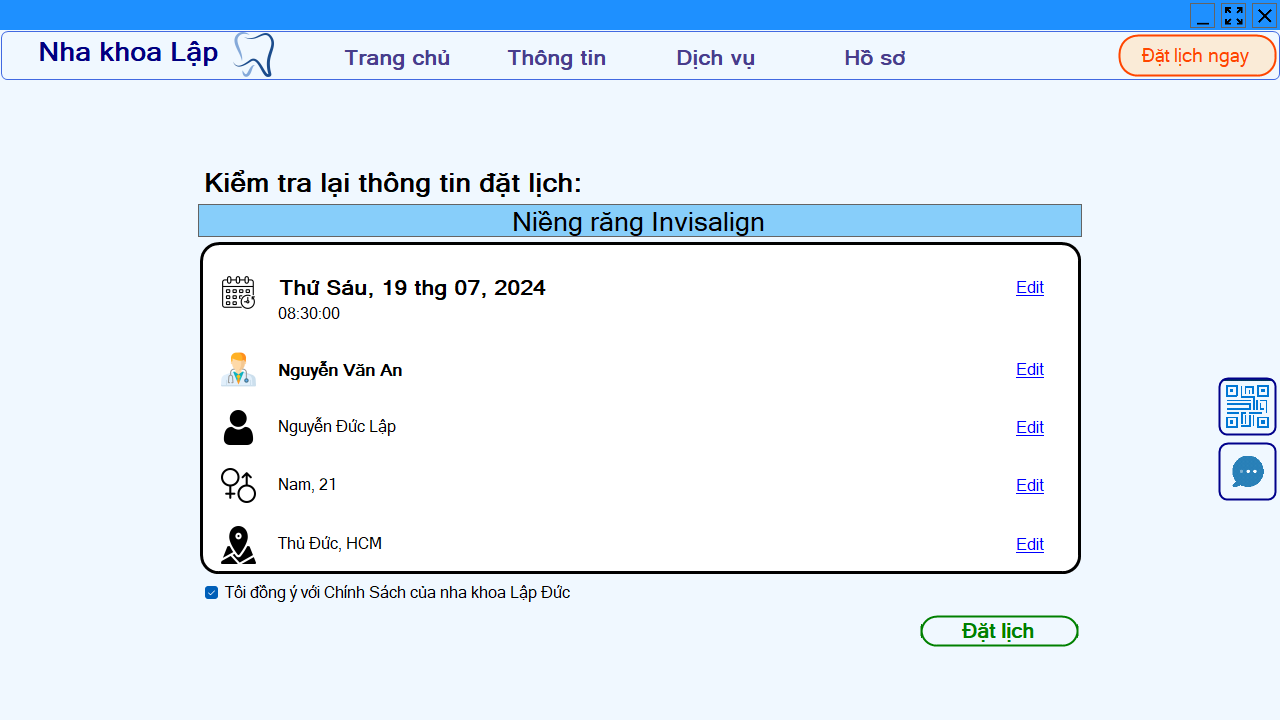 Nha khoa Lập
Trang chủ
Thông tin
Dịch vụ
Hồ sơ
Đặt lịch ngay
Kiểm tra lại thông tin đặt lịch:
Niềng răng Invisalign
Thứ Sáu, 19 thg 07, 2024
Edit
08:30:00
Nguyễn Văn An
Edit
Nguyễn Đức Lập
Edit
Nam, 21
Edit
Thủ Đức, HCM
Edit
Tôi đồng ý với Chính Sách của nha khoa Lập Đức
Đặt lịch